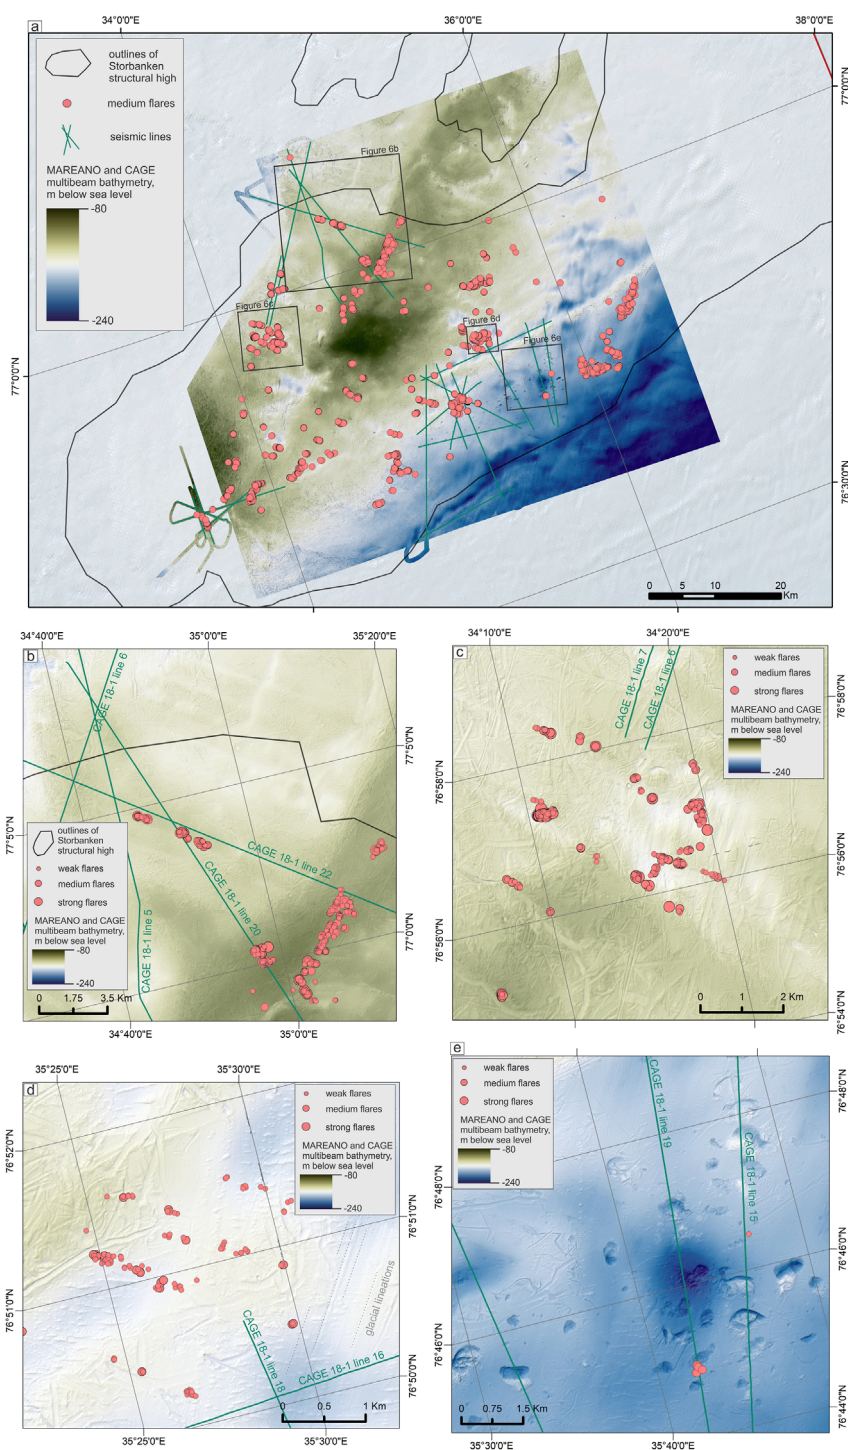 34°0'0"E
36°0'0"E
38°0'0"E
a
outlines of
Storbanken
structural high
medium flares
seismic lines
MAREANO and CAGE
multibeam bathymetry,
m below sea level
-80
-240
Figure 6b
Figure 6c
Figure 6d
Figure 6e
77°0'0"N
77°0'0"N
76°30'0"N
0 5 10 20
Km
34°40'0"E
35°0'0"E
35°20'0"E
b
CAGE 18-1 line 6
CAGE 18-1 line 22
CAGE 18-1 line 20
CAGE 18-1 line 5
outlines of
Storbanken
structural high
weak flares
medium flares
strong flares
MAREANO and CAGE
multibeam bathymetry,
m below sea level
-80
-240
0 1.75 3.5 Km
77°5'0"N
77°5'0"N
77°0'0"N
34°40'0"E
35°0'0"E
34°10'0"E
34°20'0"E
c
CAGE 18-1 line 7
CAGE 18-1 line 6
weak flares
medium flares
strong flares
MAREANO and CAGE
multibeam bathymetry,
m below sea level
-80
-240
76°58'0"N
76°58'0"N
76°56'0"N
76°56'0"N
76°54'0"N
0 1 2 Km
35°25'0"E
35°30'0"E
d
weak flares
medium flares
strong flares
MAREANO and CAGE
multibeam bathymetry,
m below sea level
-80
-240
76°52'0"N
76°51'0"N
76°51'0"N
76°50'0"N
glacial lineations
CAGE 18-1 line 18
CAGE 18-1 line 16
0 0.5 1 Km
35°25'0"E
35°30'0"E
e
weak flares
medium flares
strong flares
MAREANO and CAGE
multibeam bathymetry,
m below sea level
-80
-240
CAGE 18-1 line 19
CAGE 18-1 line 15
76°48'0"N
76°48'0"N
76°46'0"N
76°46'0"N
76°44'0"N
0 0.75 1.5 Km
35°30'0"E
35°40'0"E